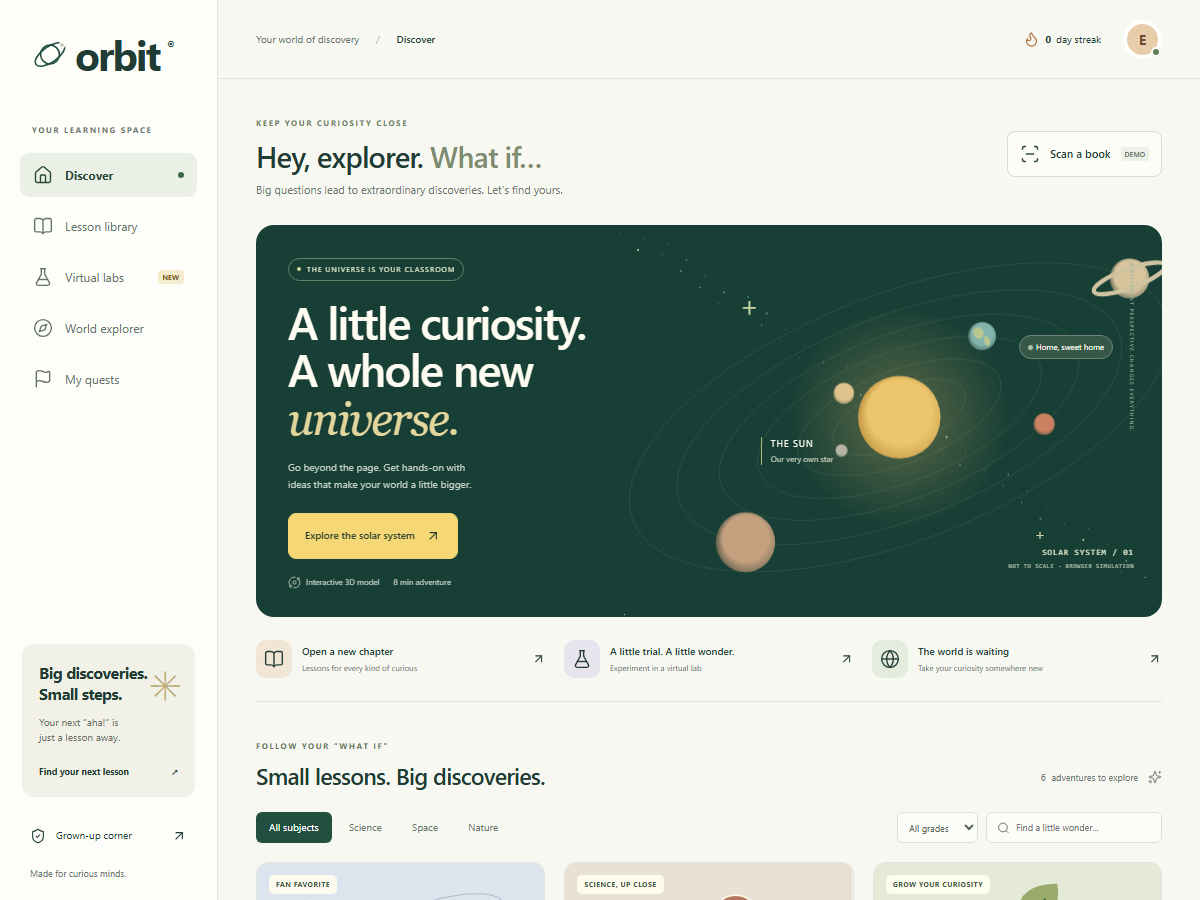 orbit ®
YOUR LEARNING SPACE
Discover
Lesson library
Virtual labs NEW
World explorer
My quests
Big discoveries.
Small steps.
Your next "aha!" is
just a lesson away.
Find your next lesson ↗
Grown-up corner
Made for curious minds.
Your world of discovery / Discover
0 day streak
E
KEEP YOUR CURIOSITY CLOSE
Hey, explorer. What if…
Big questions lead to extraordinary discoveries. Let's find yours.
Scan a book DEMO
THE UNIVERSE IS YOUR CLASSROOM
A little curiosity.
A whole new
universe.
Go beyond the page. Get hands-on with
ideas that make your world a little bigger.
Explore the solar system
Interactive 3D model 8 min adventure
Home, sweet home
THE SUN
Our very own star
PERSPECTIVE CHANGES EVERYTHING.
SOLAR SYSTEM / 01
NOT TO SCALE · BROWSER SIMULATION
Open a new chapter
Lessons for every kind of curious
A little trial. A little wonder.
Experiment in a virtual lab
The world is waiting
Take your curiosity somewhere new
FOLLOW YOUR "WHAT IF"
Small lessons. Big discoveries.
6 adventures to explore
All subjects Science Space Nature
All grades
Find a little wonder...
FAN FAVORITE
SCIENCE, UP CLOSE
GROW YOUR CURIOSITY